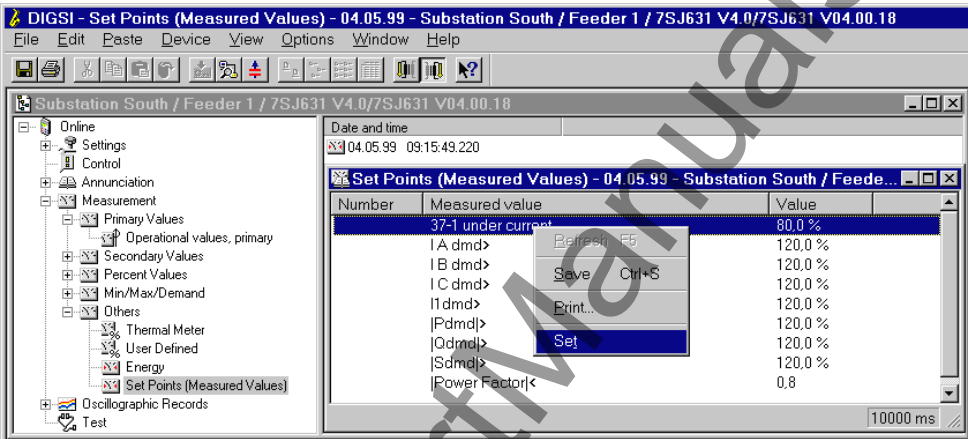 DIGSI - Set Points (Measured Values) - 04.05.99 - Substation South / Feeder 1 / 7SJ631 V4.0/7SJ631 V04.00.18
File Edit Paste Device View Options Window Help
Substation South / Feeder 1 / 7SJ631 V4.0/7SJ631 V04.00.18
Online
Settings
Control
Annunciation
Measurement
Primary Values
Operational values, primary
Secondary Values
Percent Values
Min/Max/Demand
Others
Thermal Meter
User Defined
Energy
Set Points (Measured Values)
Oscillographic Records
Test
Date and time
04.05.99 09:15:49.220
Set Points (Measured Values) - 04.05.99 - Substation South / Feede...
Number Measured value Value
37-1 under current 80,0 %
I A dmd> 120,0 %
I B dmd> 120,0 %
I C dmd> 120,0 %
I1dmd> 120,0 %
|Pdmd|> 120,0 %
|Qdmd|> 120,0 %
|Sdmd|> 120,0 %
|Power Factor|< 0,8
Refresh F5
Save Ctrl+S
Print...
Set
10000 ms